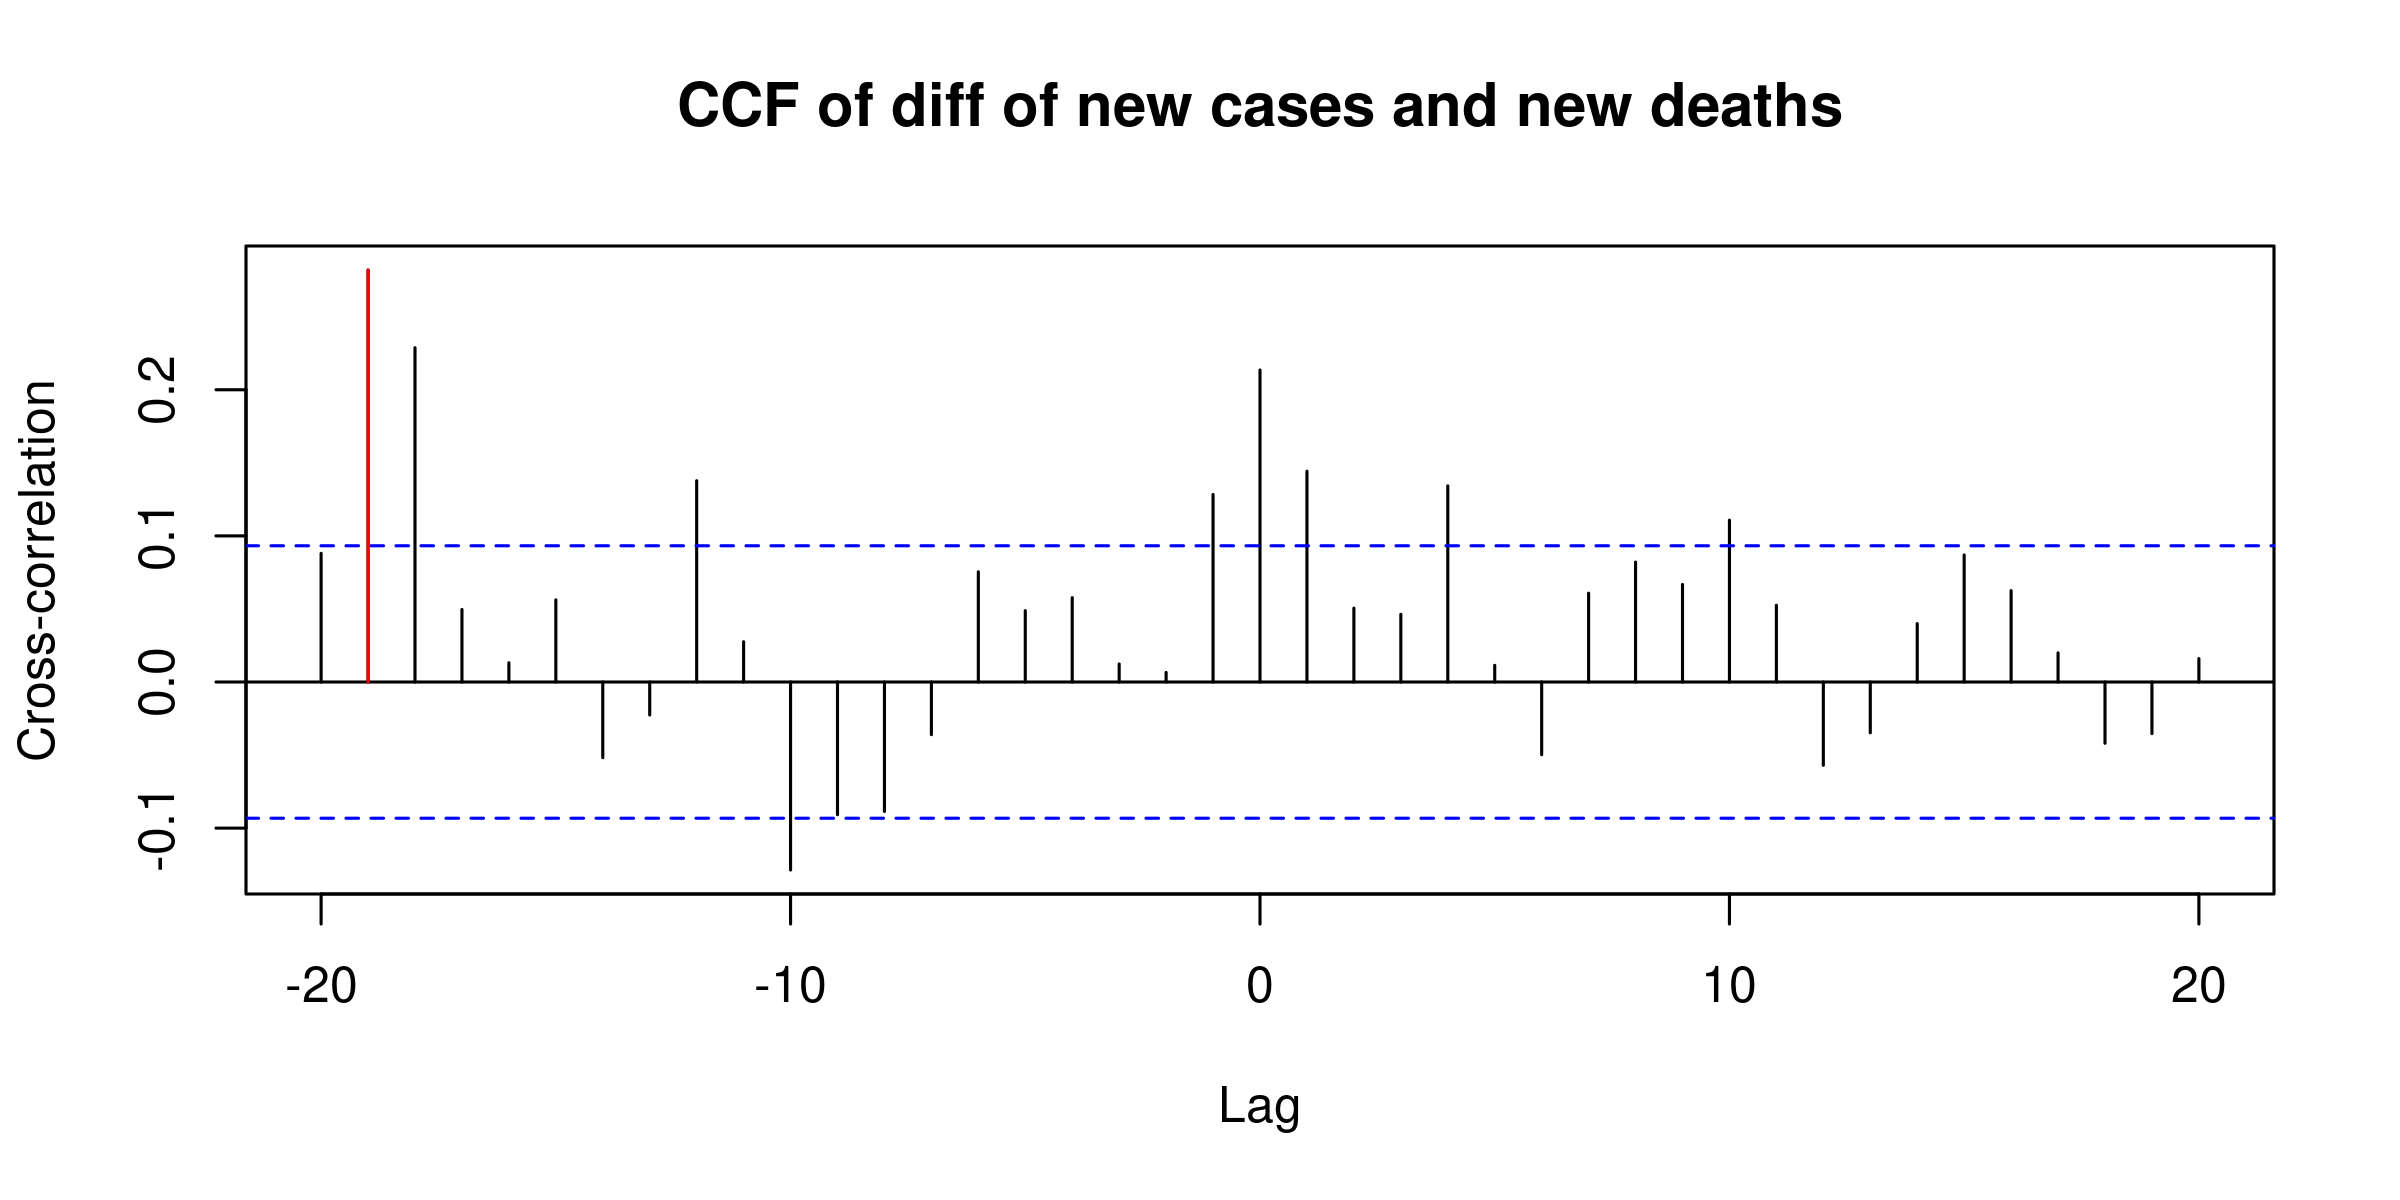 CCF of diff of new cases and new deaths
Cross-correlation
0.2
0.1
0.0
-0.1
-20 -10 0 10 20
Lag